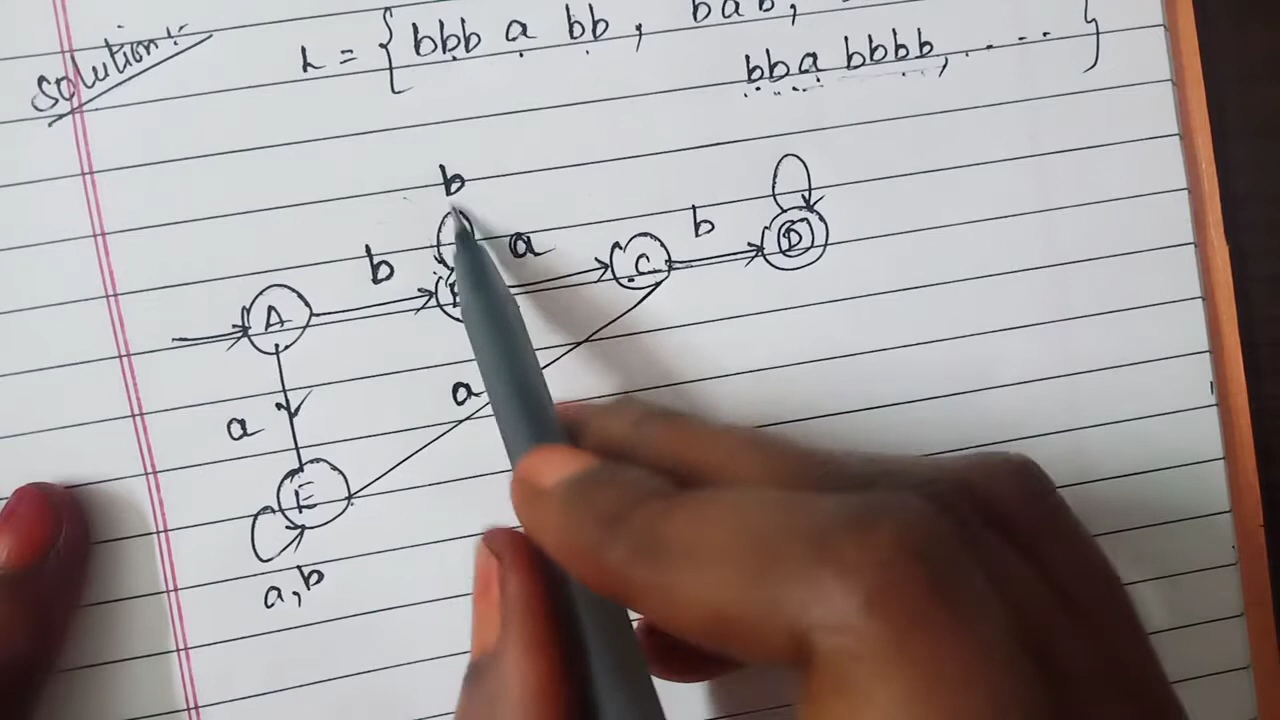 solution:-
L = { bbb a bb , bab,
bba bbbb, .... }
b
b a b
A C D
a a
E
a,b